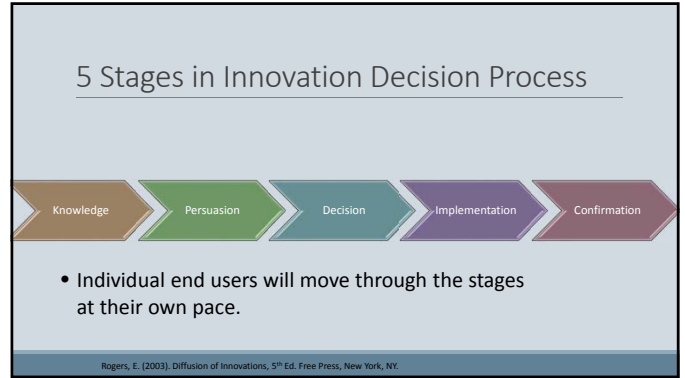 5 Stages in Innovation Decision Process
Knowledge
Persuasion
Decision
Implementation
Confirmation
• Individual end users will move through the stages
at their own pace.
Rogers, E. (2003). Diffusion of Innovations, 5th Ed. Free Press, New York, NY.